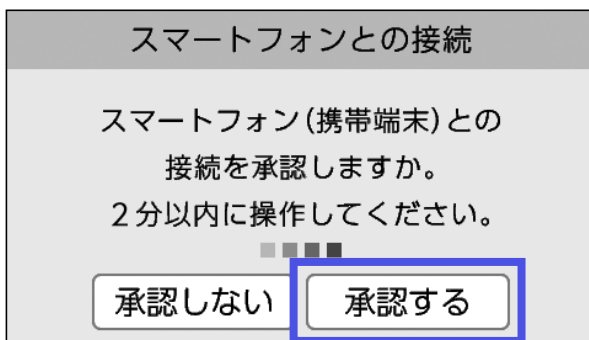 スマートフォンとの接続
スマートフォン(携帯端末)との
接続を承認しますか。
2分以内に操作してください。
承認しない 承認する